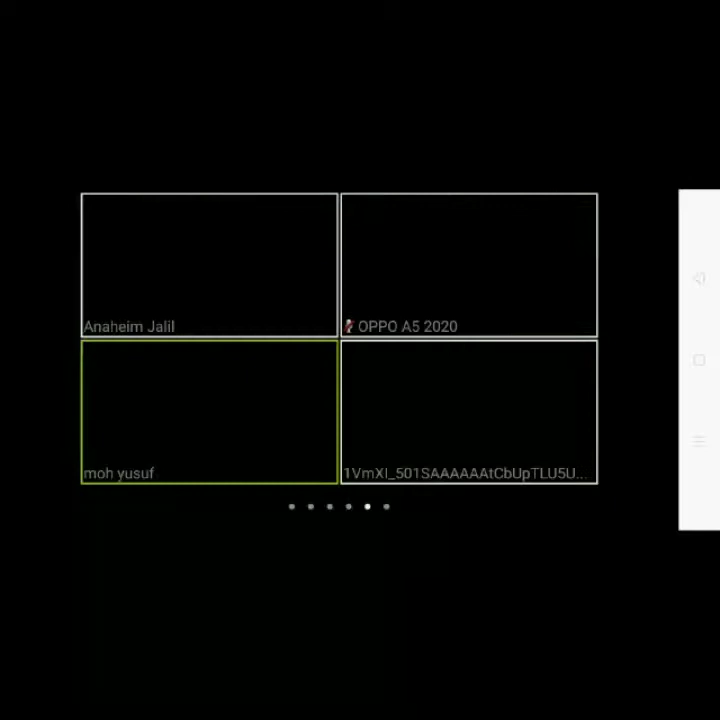 Anaheim Jalil
OPPO A5 2020
moh yusuf
1VmXI_501SAAAAAAtCbUpTLU5U...